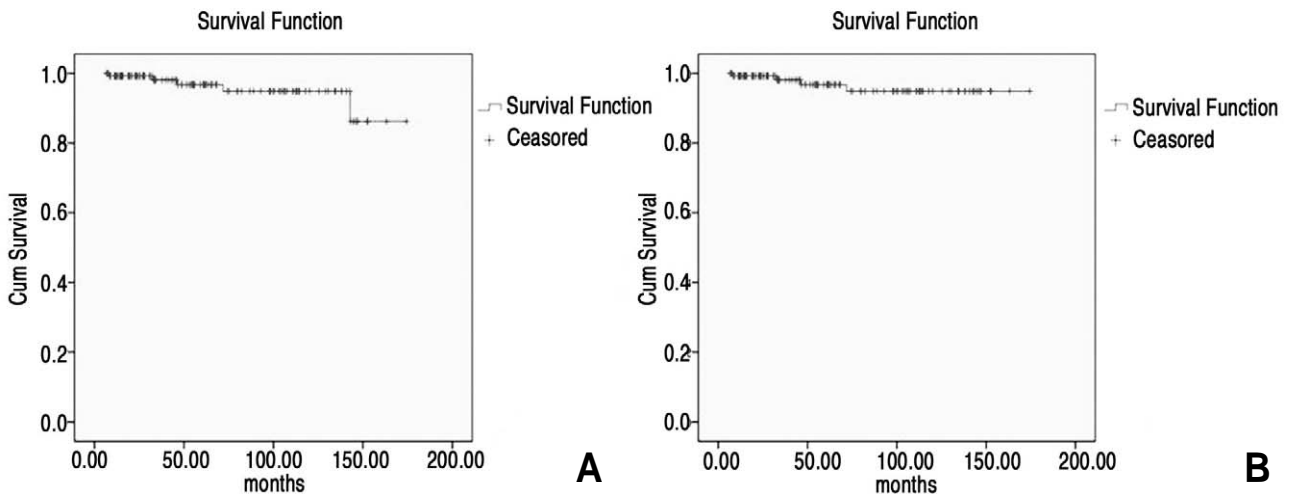 Survival Function
1.0
0.8
0.6
0.4
0.2
0.0
Cum Survival
0.00 50.00 100.00 150.00 200.00
months
Survival Function
Ceasored
A
Survival Function
1.0
0.8
0.6
0.4
0.2
0.0
Cum Survival
0.00 50.00 100.00 150.00 200.00
months
Survival Function
Ceasored
B